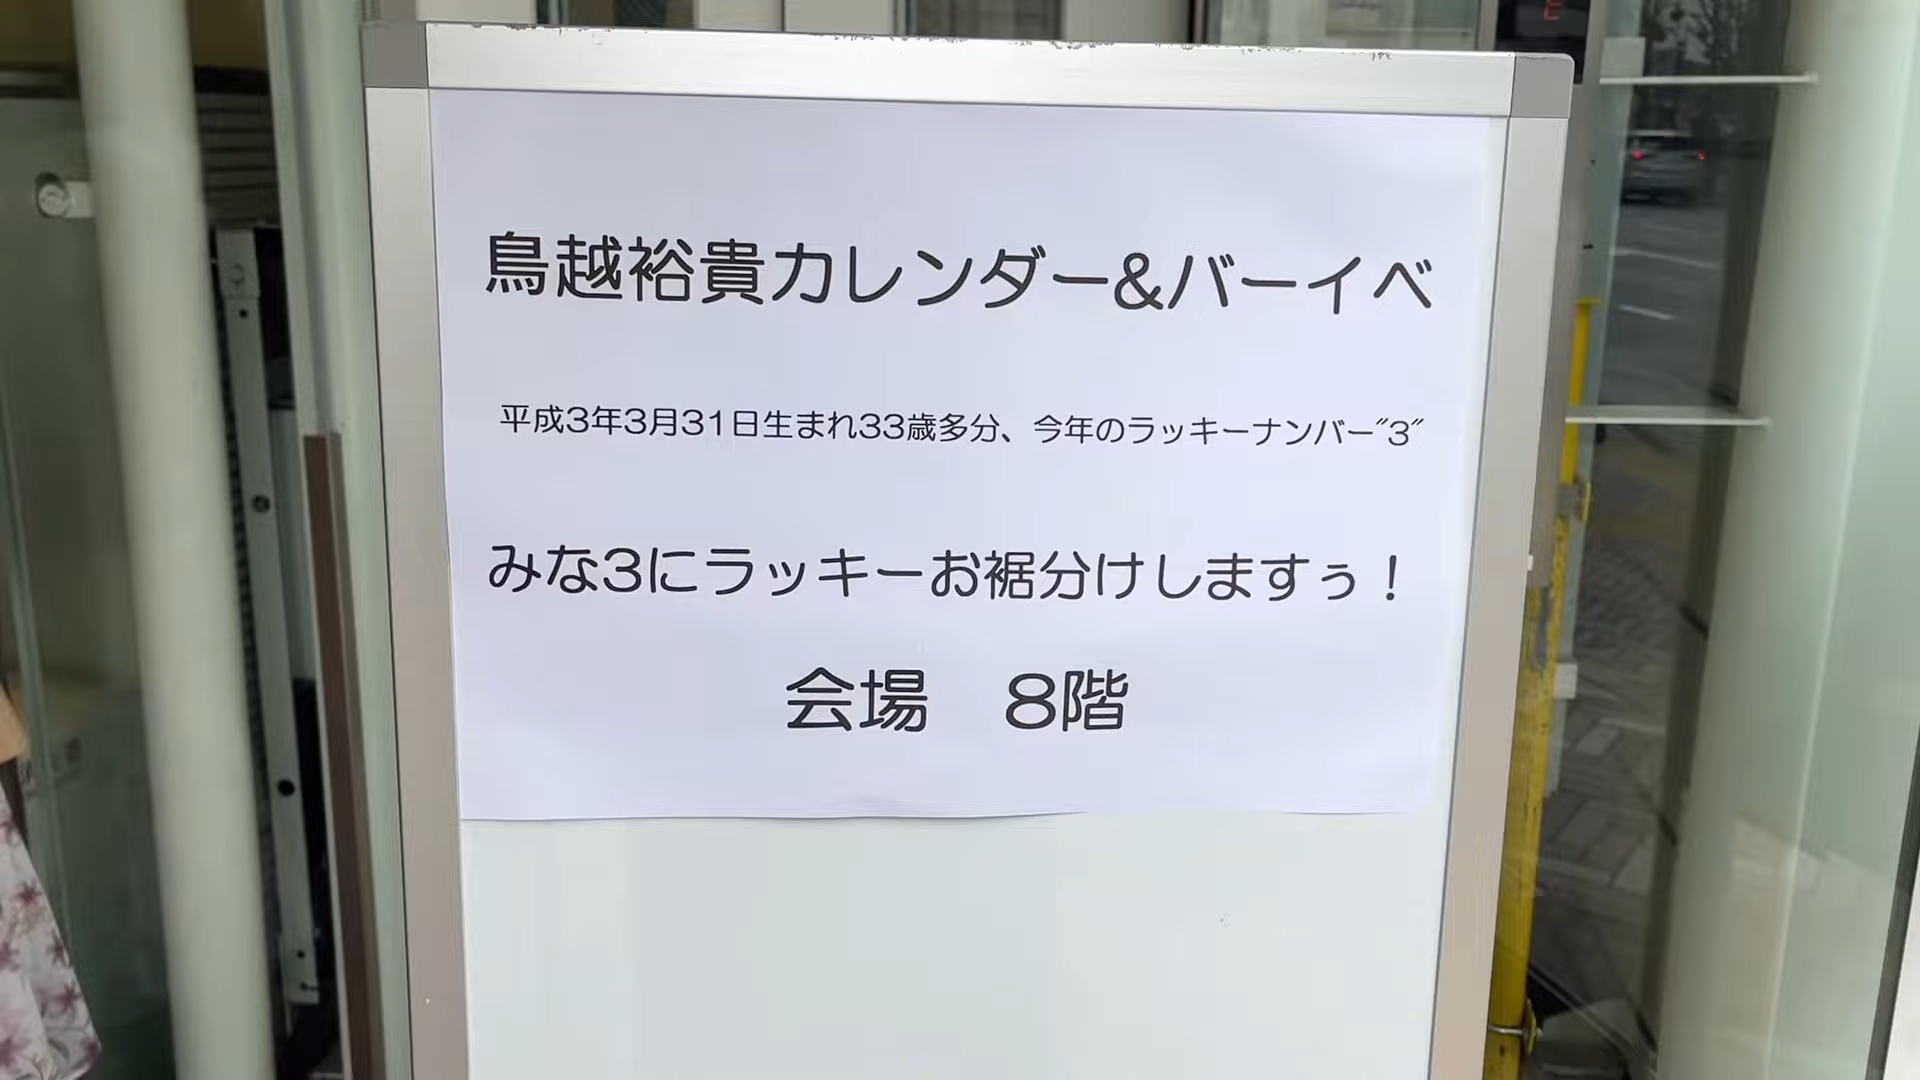 鳥越裕貴カレンダー&バーイベ
平成3年3月31日生まれ33歳多分、今年のラッキーナンバー"3"
みな3にラッキーお裾分けしますぅ！
会場　8階